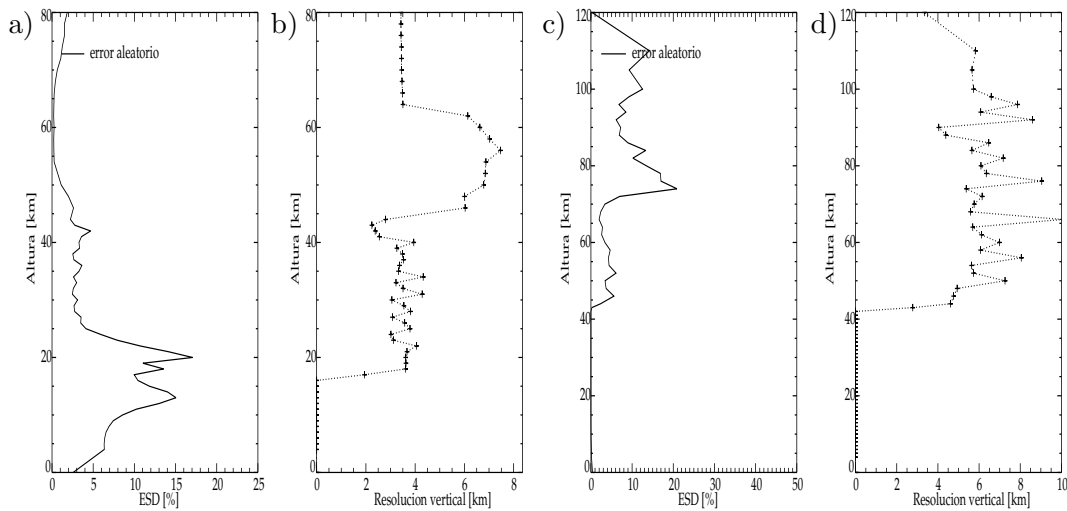 a)
80
60
40
20
0
Altura [km]
error aleatorio
0 5 10 15 20 25
ESD [%]
b)
80
60
40
20
0
Altura [km]
0 2 4 6 8
Resolucion vertical [km]
c)
120
100
80
60
40
20
0
Altura [km]
error aleatorio
0 10 20 30 40 50
ESD [%]
d)
120
100
80
60
40
20
0
Altura [km]
0 2 4 6 8 10
Resolucion vertical [km]